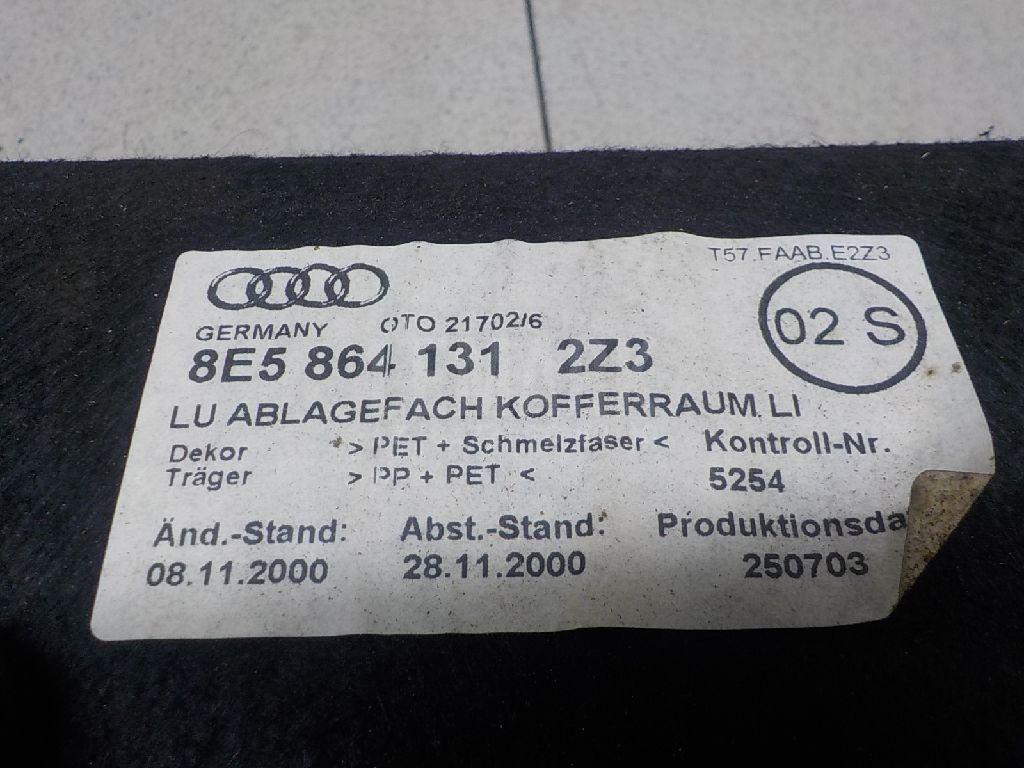 T57.FAAB.E2Z3
02 S
GERMANY OTO 21702/6
8E5 864 131 2Z3
LU ABLAGEFACH KOFFERRAUM. LI
Dekor > PET + Schmelzfaser < Kontroll-Nr.
Träger > PP + PET < 5254
Änd.-Stand: Abst.-Stand: Produktionsda
08.11.2000 28.11.2000 250703